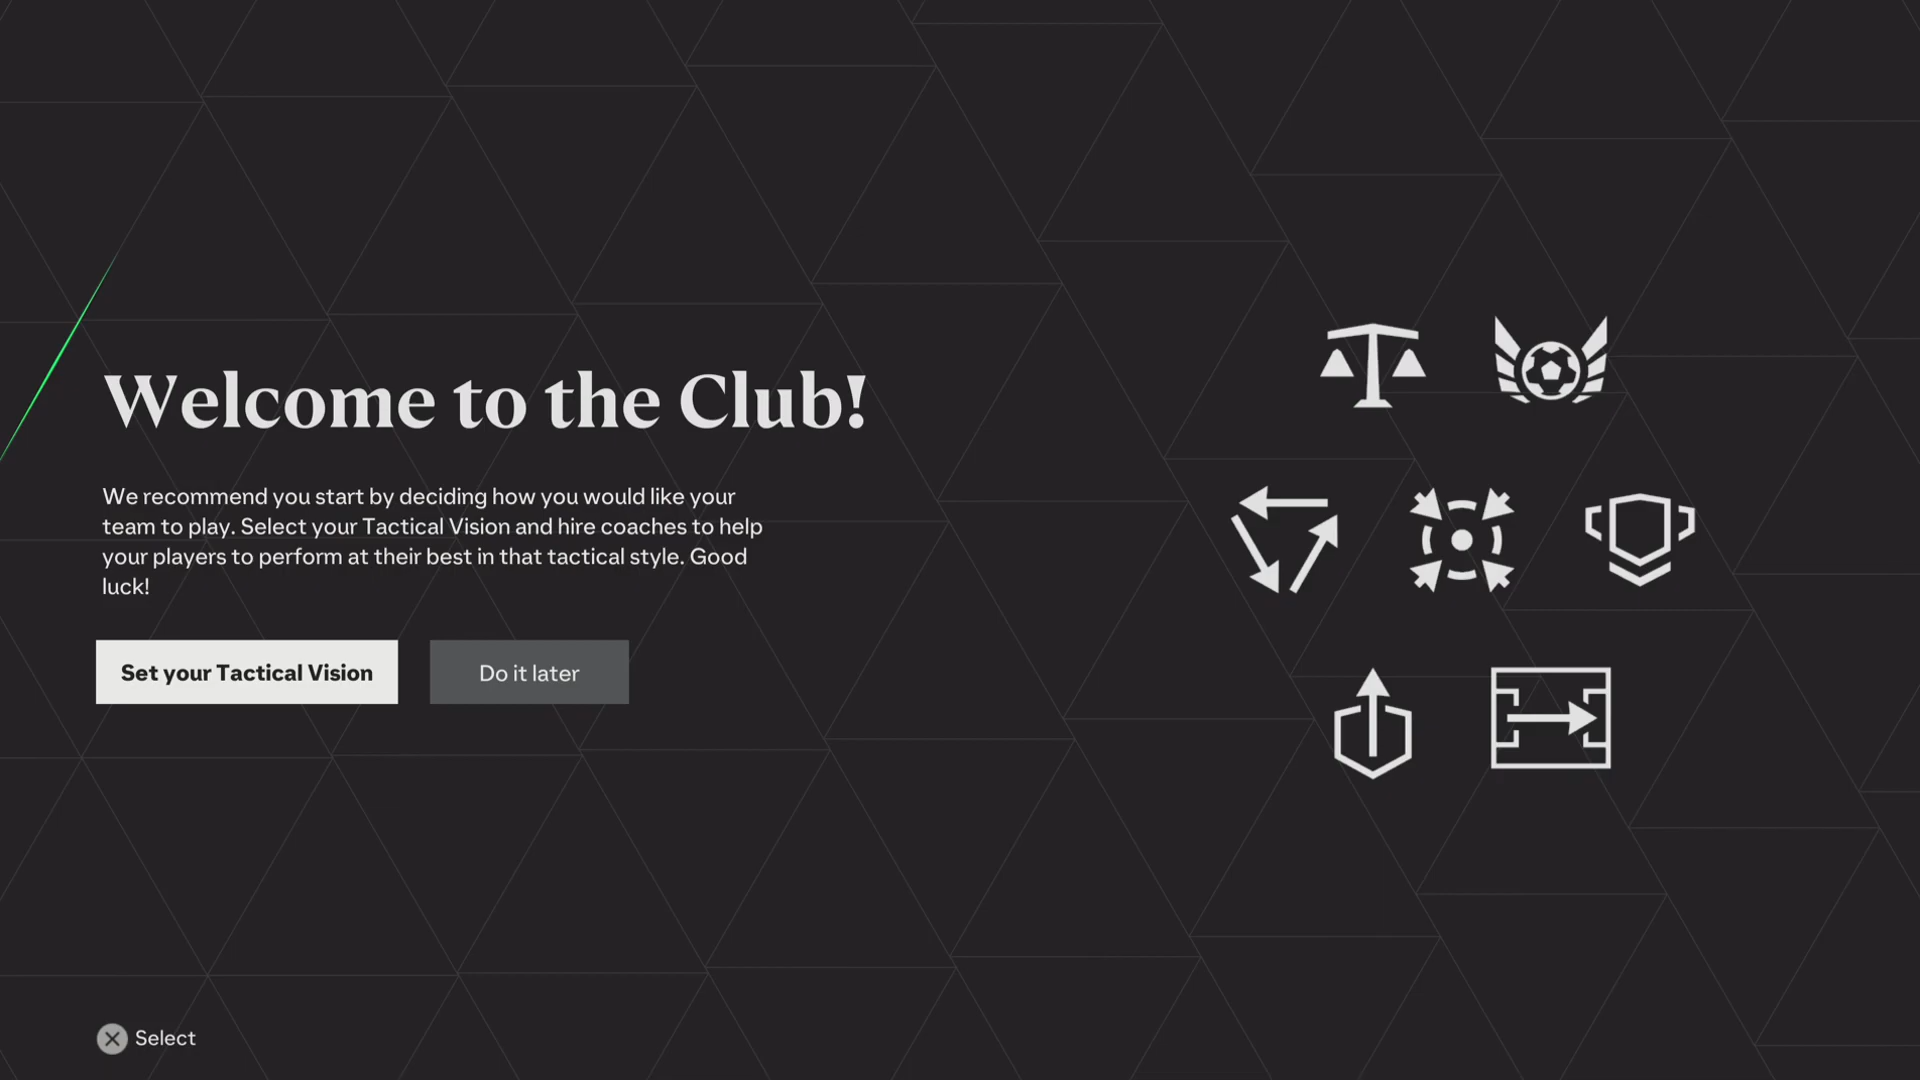 Welcome to the Club!
We recommend you start by deciding how you would like your
team to play. Select your Tactical Vision and hire coaches to help
your players to perform at their best in that tactical style. Good
luck!
Set your Tactical Vision
Do it later
Select